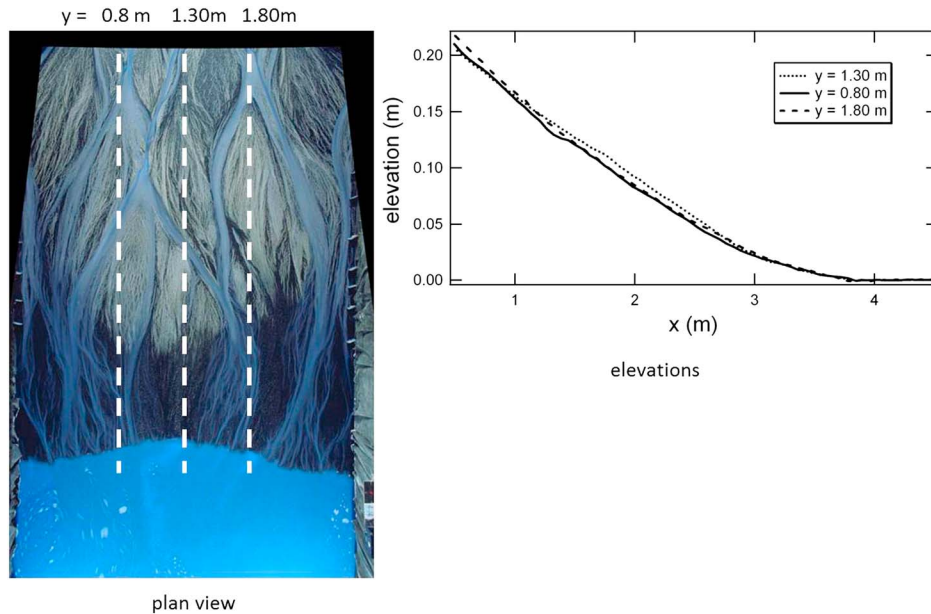 y = 0.8 m 1.30m 1.80m
elevation (m)
0.20
0.15
0.10
0.05
0.00
y = 1.30 m
y = 0.80 m
y = 1.80 m
1 2 3 4
x (m)
elevations
plan view